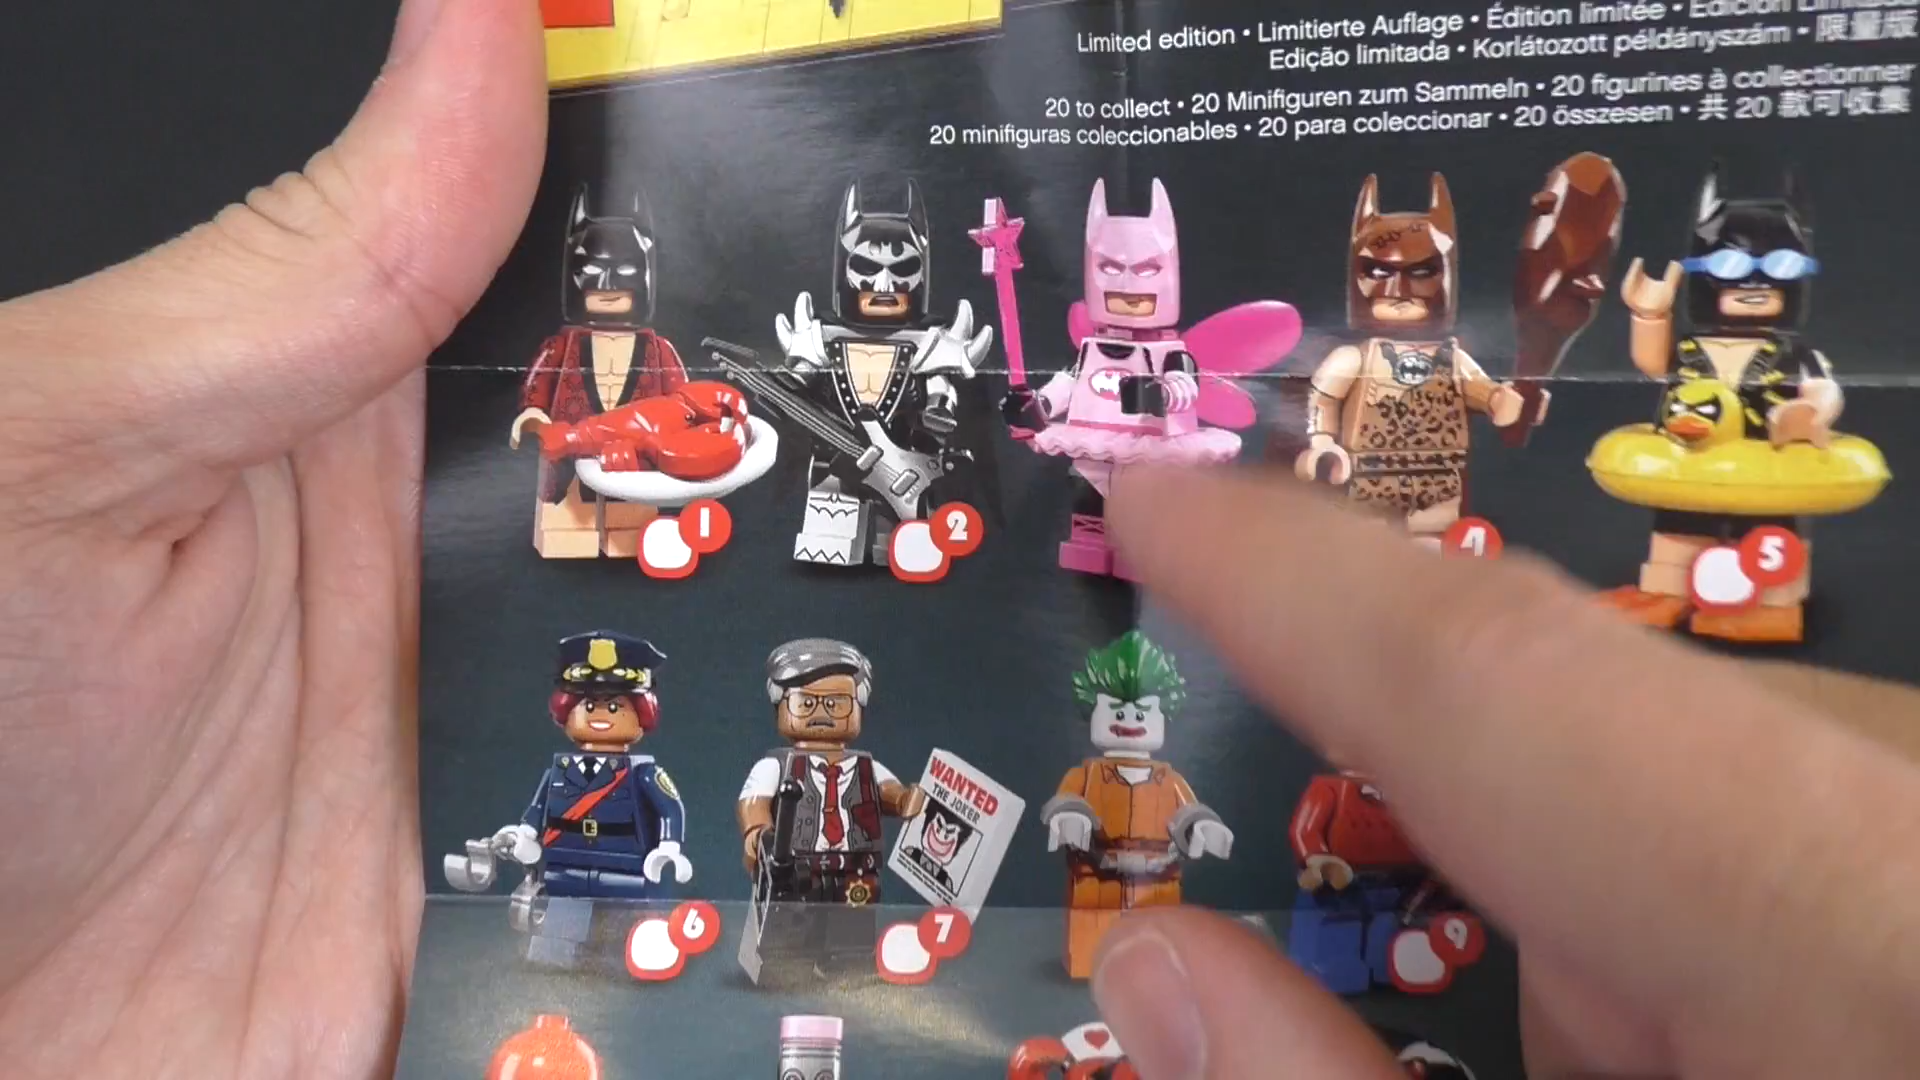 Limited edition • Limitierte Auflage • Édition limitée • Edición
Edição limitada • Korlátozott példányszám • 限量版
20 to collect • 20 Minifiguren zum Sammeln • 20 figurines à collectionner
20 minifiguras coleccionables • 20 para coleccionar • 20 összesen • 共 20 款可收集
1
2
4
5
WANTED
THE JOKER
6
7
9